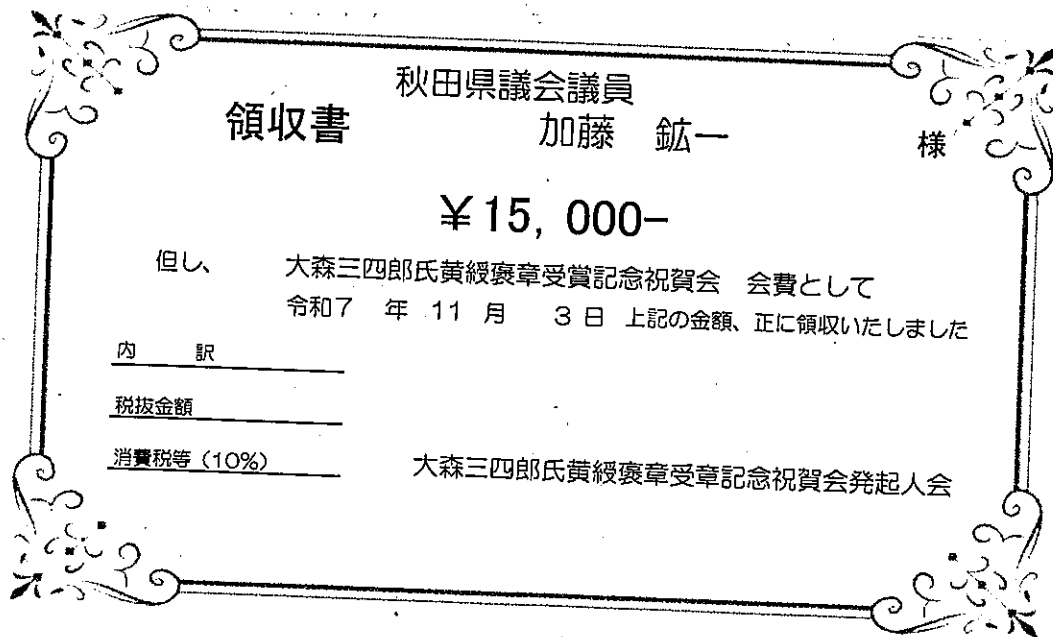 秋田県議会議員
領収書 加藤 鉱一 様
¥15,000-
但し、 大森三四郎氏黄綬褒章受賞記念祝賀会 会費として
令和7 年 11 月 3 日 上記の金額、正に領収いたしました
内 訳
税抜金額
消費税等(10%)
大森三四郎氏黄綬褒章受章記念祝賀会発起人会